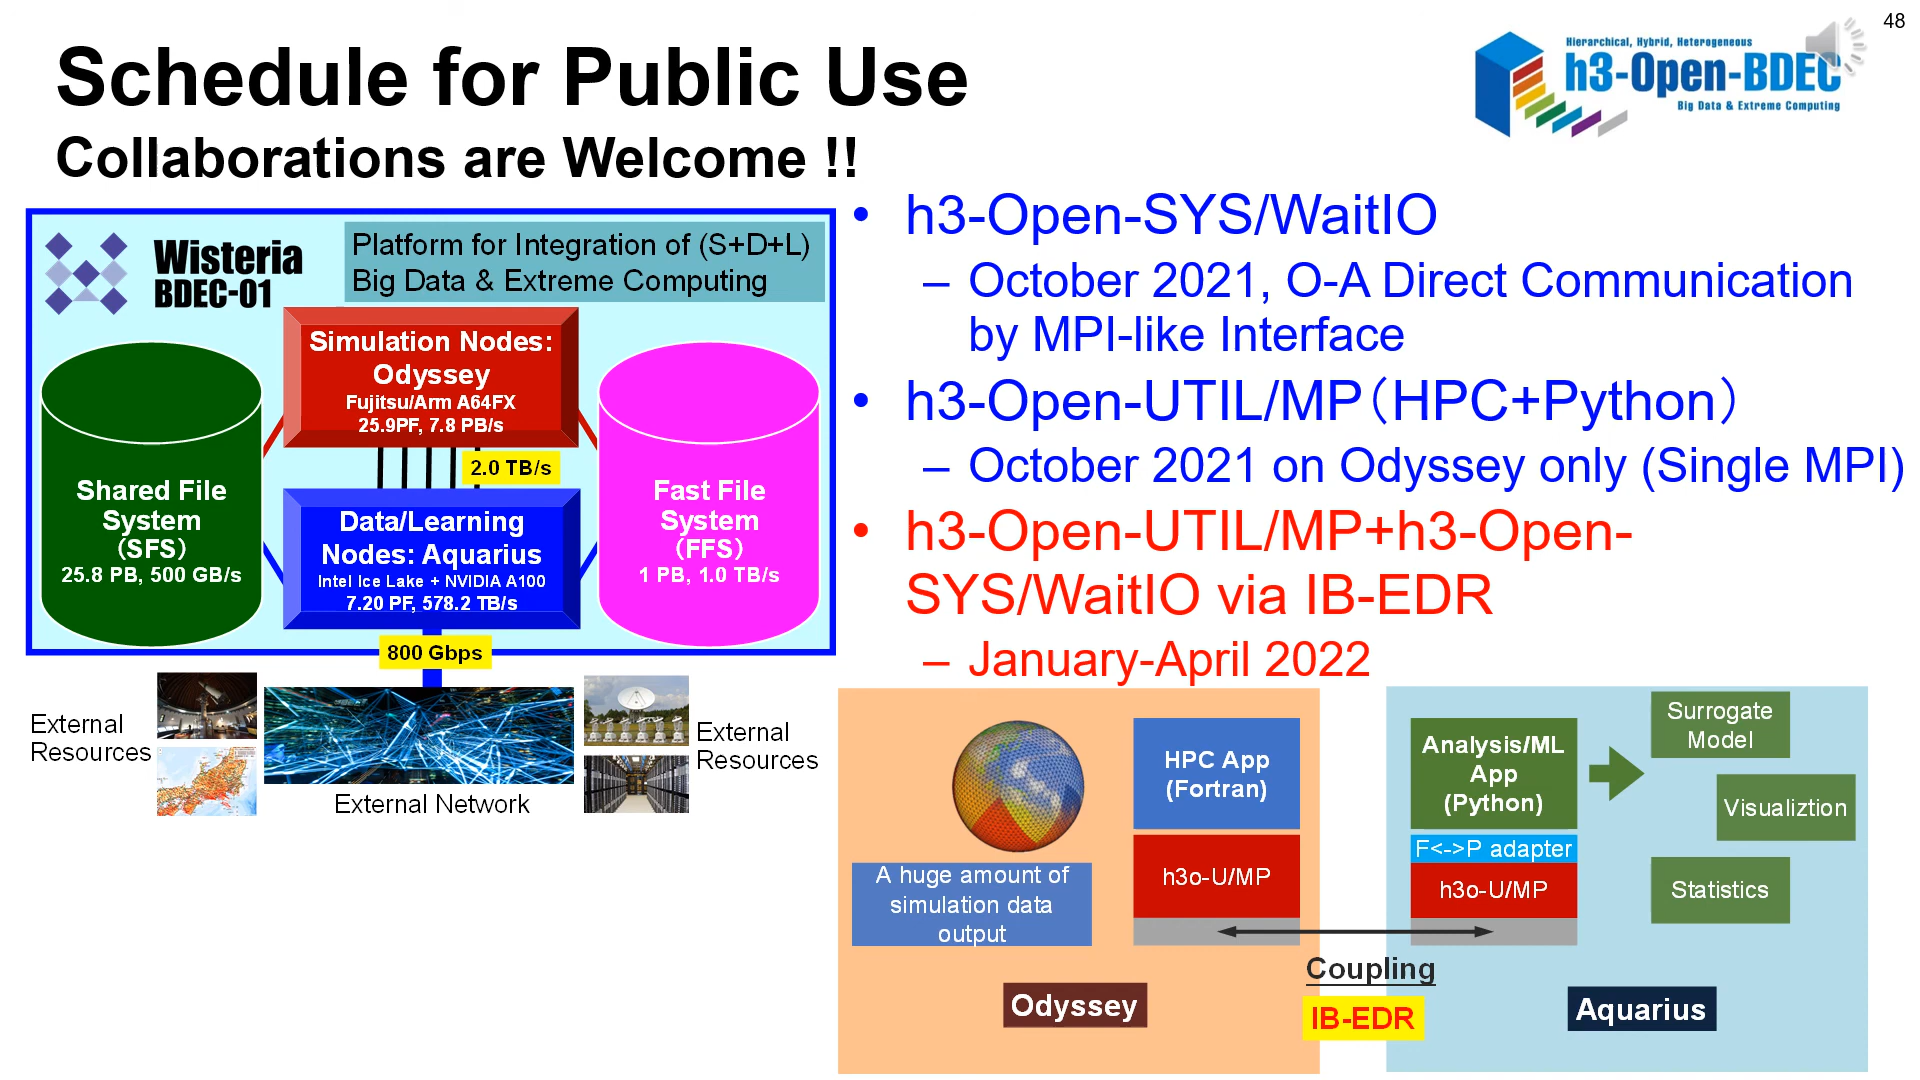 48
Schedule for Public Use
Collaborations are Welcome !!
Hierarchical, Hybrid, Heterogeneous
h3-Open-BDEC
Big Data & Extreme Computing
Wisteria
BDEC-01
Platform for Integration of (S+D+L)
Big Data & Extreme Computing
Simulation Nodes:
Odyssey
Fujitsu/Arm A64FX
25.9PF, 7.8 PB/s
2.0 TB/s
Shared File
System
（SFS）
25.8 PB, 500 GB/s
Data/Learning
Nodes: Aquarius
Intel Ice Lake + NVIDIA A100
7.20 PF, 578.2 TB/s
Fast File
System
（FFS）
1 PB, 1.0 TB/s
800 Gbps
External
Resources
External Network
External
Resources
• h3-Open-SYS/WaitIO
– October 2021, O-A Direct Communication
by MPI-like Interface
• h3-Open-UTIL/MP（HPC+Python）
– October 2021 on Odyssey only (Single MPI)
• h3-Open-UTIL/MP+h3-Open-
SYS/WaitIO via IB-EDR
– January-April 2022
A huge amount of
simulation data
output
HPC App
(Fortran)
h3o-U/MP
Odyssey
Coupling
IB-EDR
Analysis/ML
App
(Python)
F<->P adapter
h3o-U/MP
Surrogate
Model
Visualiztion
Statistics
Aquarius